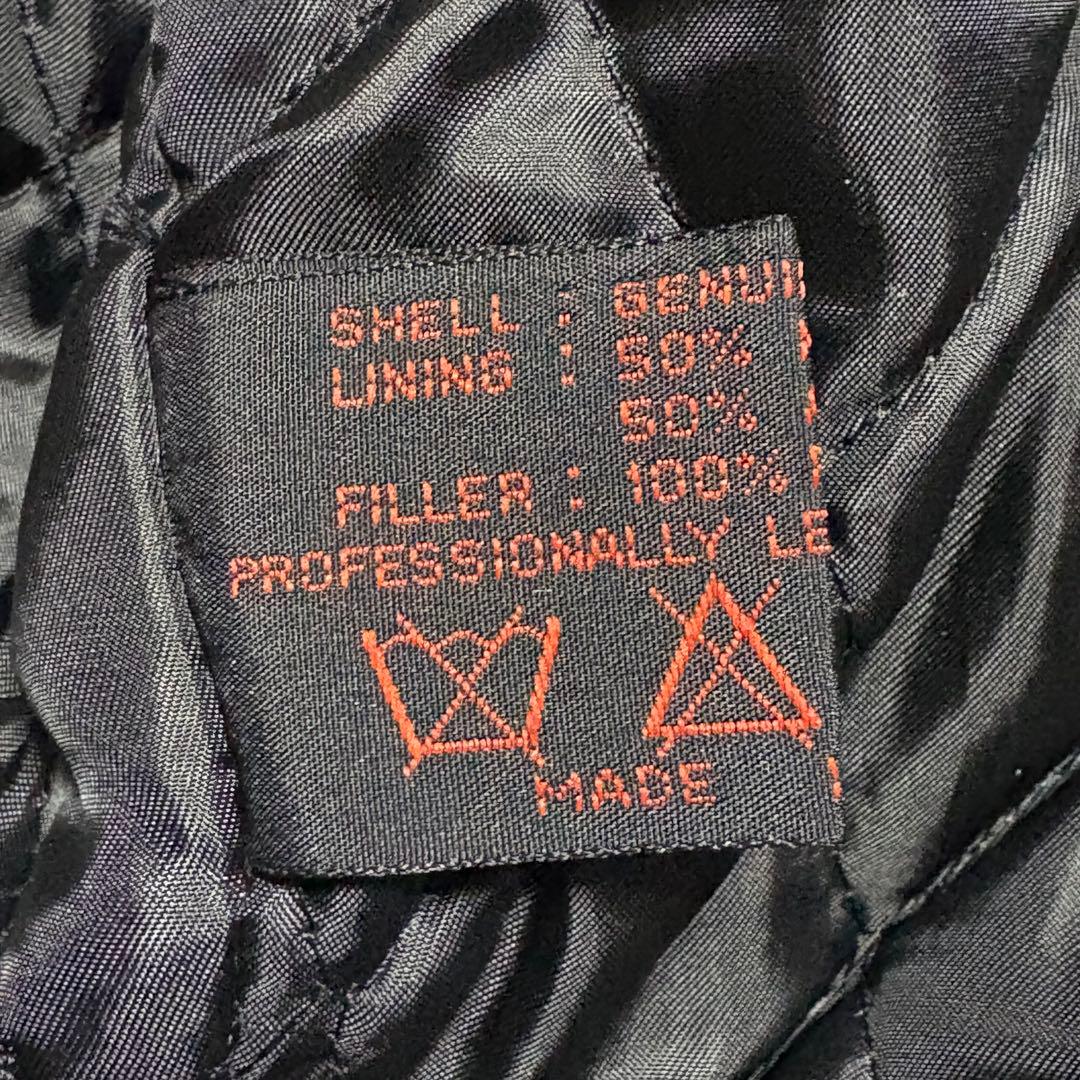 SHELL : GENUI
LINING : 50%
50%
FILLER : 100%
PROFESSIONALLY LE
MADE